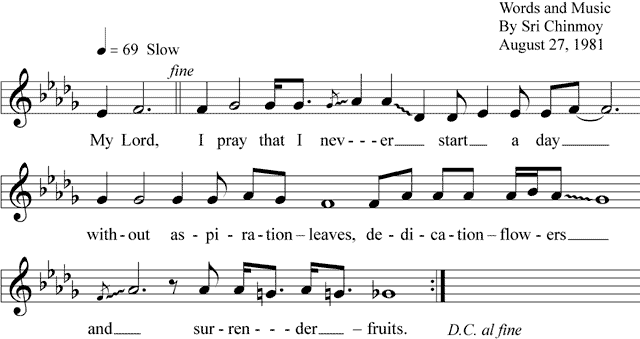 Words and Music
By Sri Chinmoy
August 27, 1981
= 69 Slow
fine
My Lord, I pray that I nev---er start a day
with-out as-pi-ra-tion–leaves, de-di-ca-tion–flow-ers
and sur-ren---der –fruits. D.C. al fine